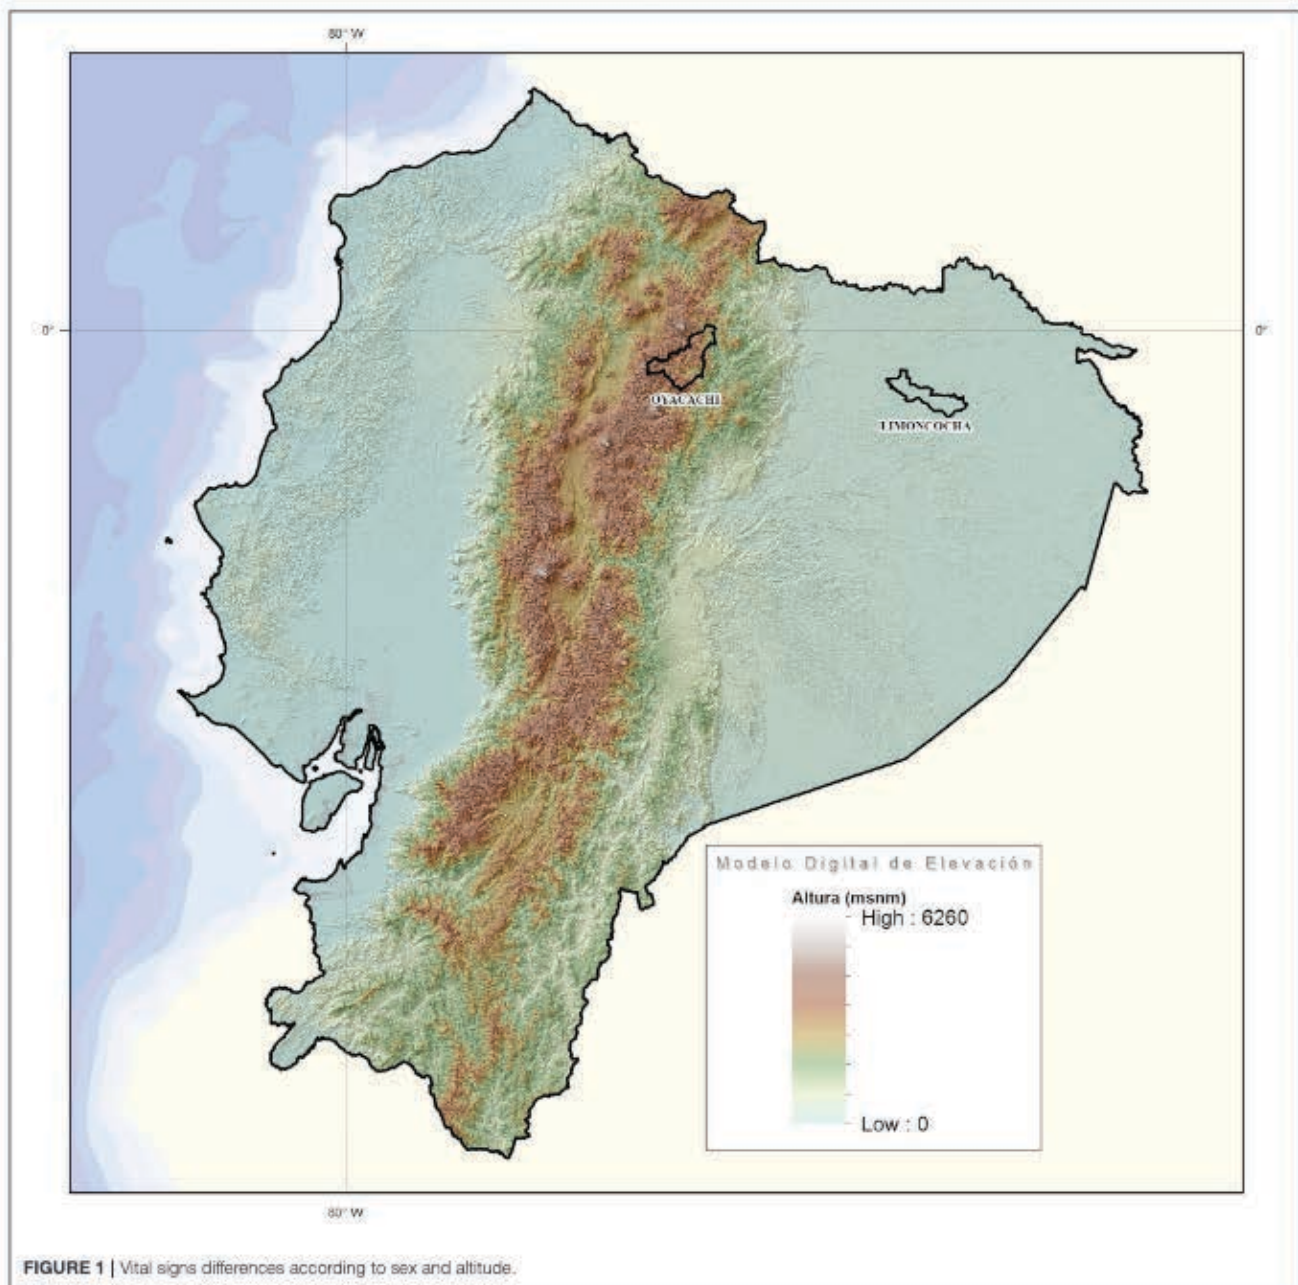 80° W
0°
0°
OYACACHI
LIMONCOCHA
Modelo Digital de Elevación
Altura (msnm)
High : 6260
Low : 0
80° W
FIGURE 1 | Vital signs differences according to sex and altitude.